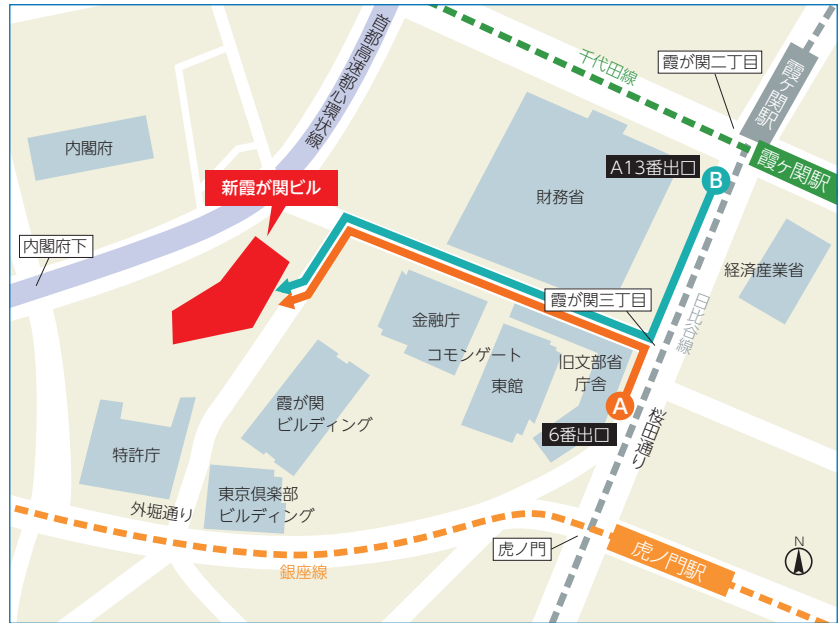 首都高速都心環状線
千代田線
霞が関二丁目
霞ケ関駅
霞ケ関駅
内閣府
新霞が関ビル
A13番出口
B
財務省
内閣府下
経済産業省
霞が関三丁目
日比谷線
金融庁
コモンゲート
東館
旧文部省
庁舎
A
6番出口
桜田通り
霞が関
ビルディング
特許庁
東京倶楽部
ビルディング
外堀通り
銀座線
虎ノ門
虎ノ門駅
N